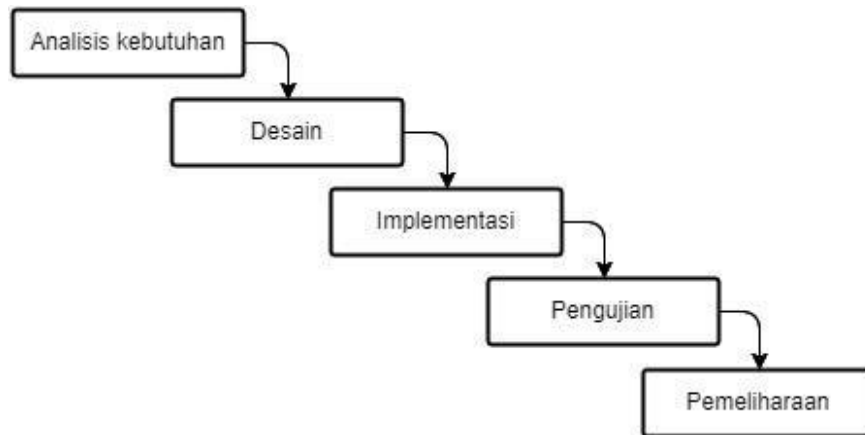 Analisis kebutuhan
Desain
Implementasi
Pengujian
Pemeliharaan